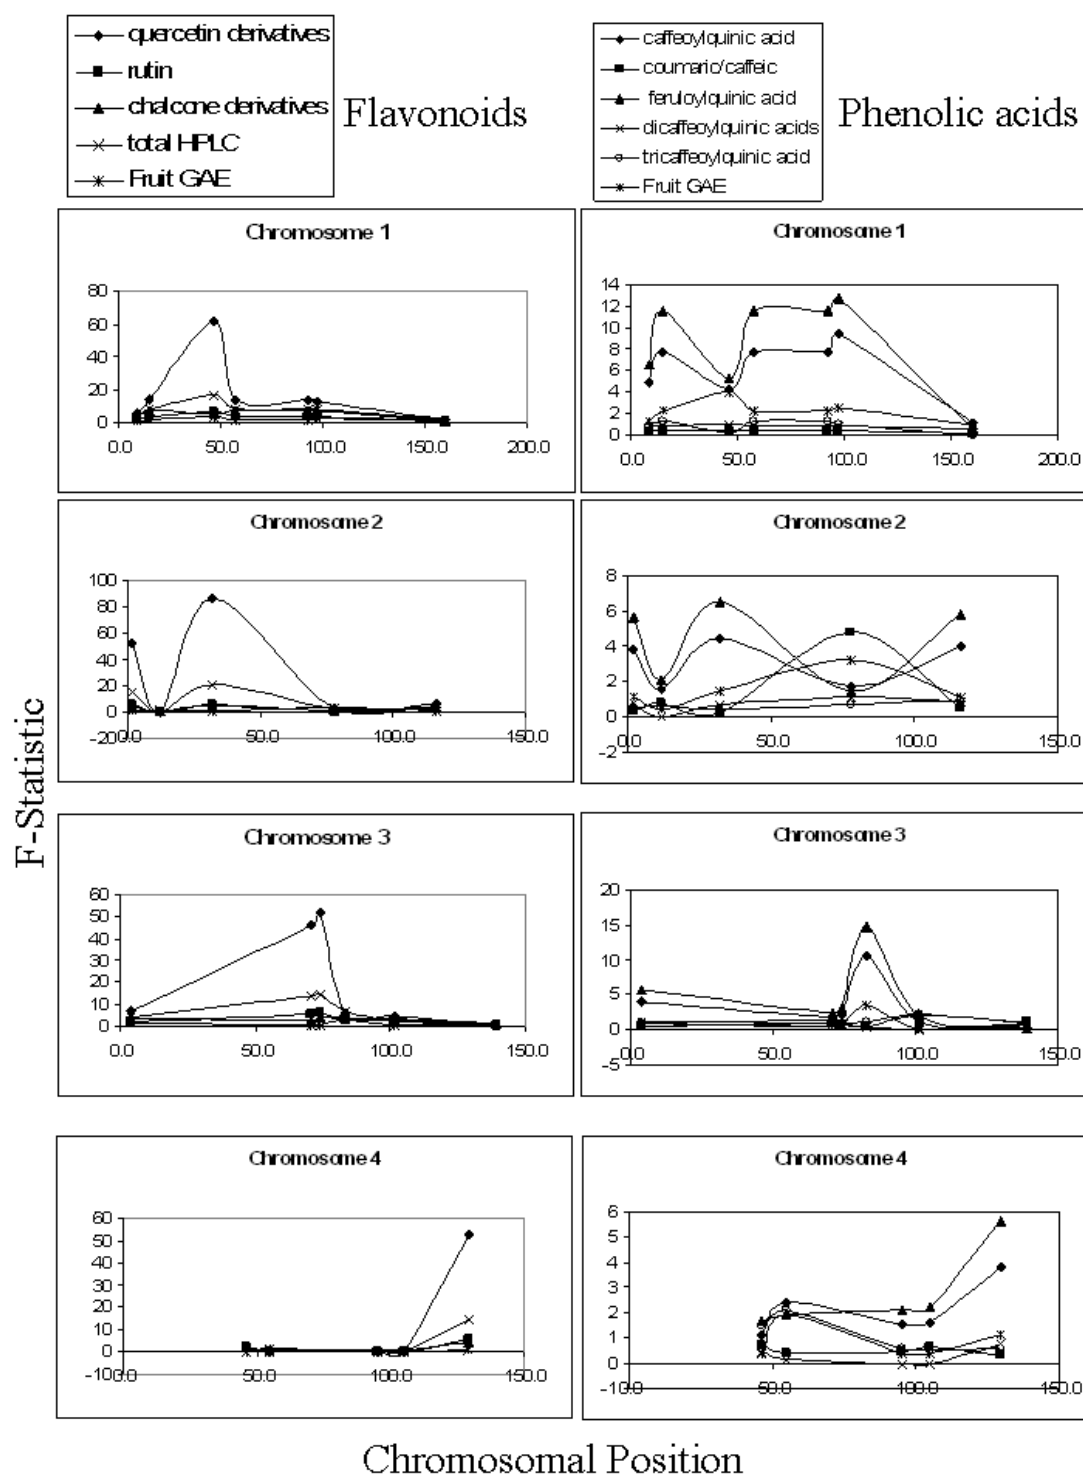 quercetin derivatives
rutin
chalcone derivatives
total HPLC
Fruit GAE
Flavonoids
caffeoylquinic acid
coumaric/caffeic
feruloylquinic acid
dicaffeoylquinic acids
tricaffeoylquinic acid
Fruit GAE
Phenolic acids
F-Statistic
Chromosome 1
80
60
40
20
0
0.0 50.0 100.0 150.0 200.0
Chromosome 1
14
12
10
8
6
4
2
0
0.0 50.0 100.0 150.0 200.0
Chromosome 2
100
80
60
40
20
0
-20
0.0 50.0 100.0 150.0
Chromosome 2
8
6
4
2
0
-2
0.0 50.0 100.0 150.0
Chromosome 3
60
50
40
30
20
10
0
0.0 50.0 100.0 150.0
Chromosome 3
20
15
10
5
0
-5
0.0 50.0 100.0 150.0
Chromosome 4
60
50
40
30
20
10
0
-10
0.0 50.0 100.0 150.0
Chromosome 4
6
5
4
3
2
1
0
-1
0.0 50.0 100.0 150.0
Chromosomal Position